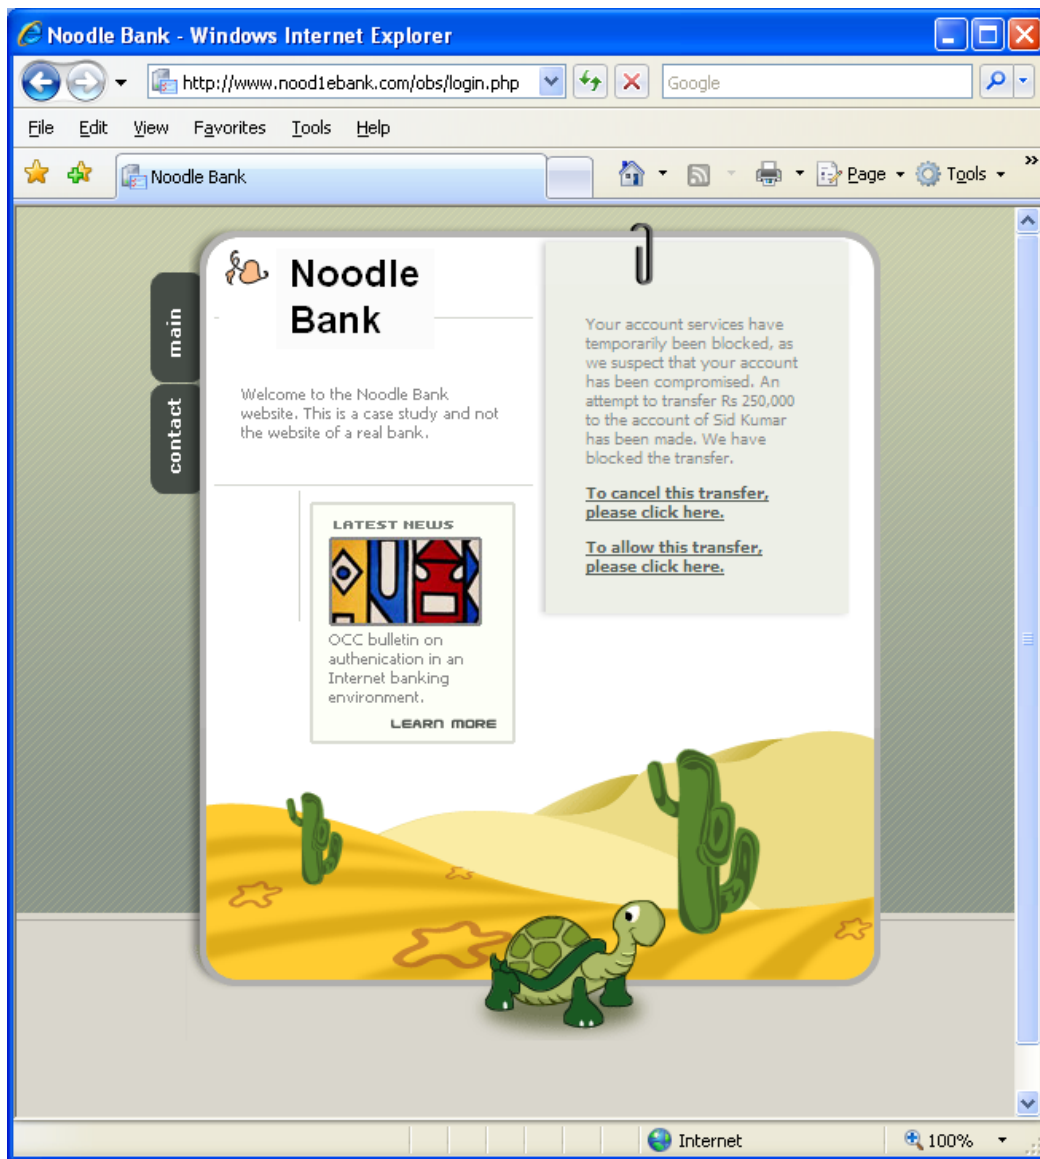 Noodle Bank - Windows Internet Explorer
http://www.nood1ebank.com/obs/login.php
Google
File Edit View Favorites Tools Help
Noodle Bank
Page
Tools
»
main
contact
Noodle
Bank
Welcome to the Noodle Bank
website. This is a case study and not
the website of a real bank.
LATEST NEWS
OCC bulletin on
authenication in an
Internet banking
environment.
LEARN MORE
Your account services have
temporarily been blocked, as
we suspect that your account
has been compromised. An
attempt to transfer Rs 250,000
to the account of Sid Kumar
has been made. We have
blocked the transfer.
To cancel this transfer,
please click here.
To allow this transfer,
please click here.
Internet
100%